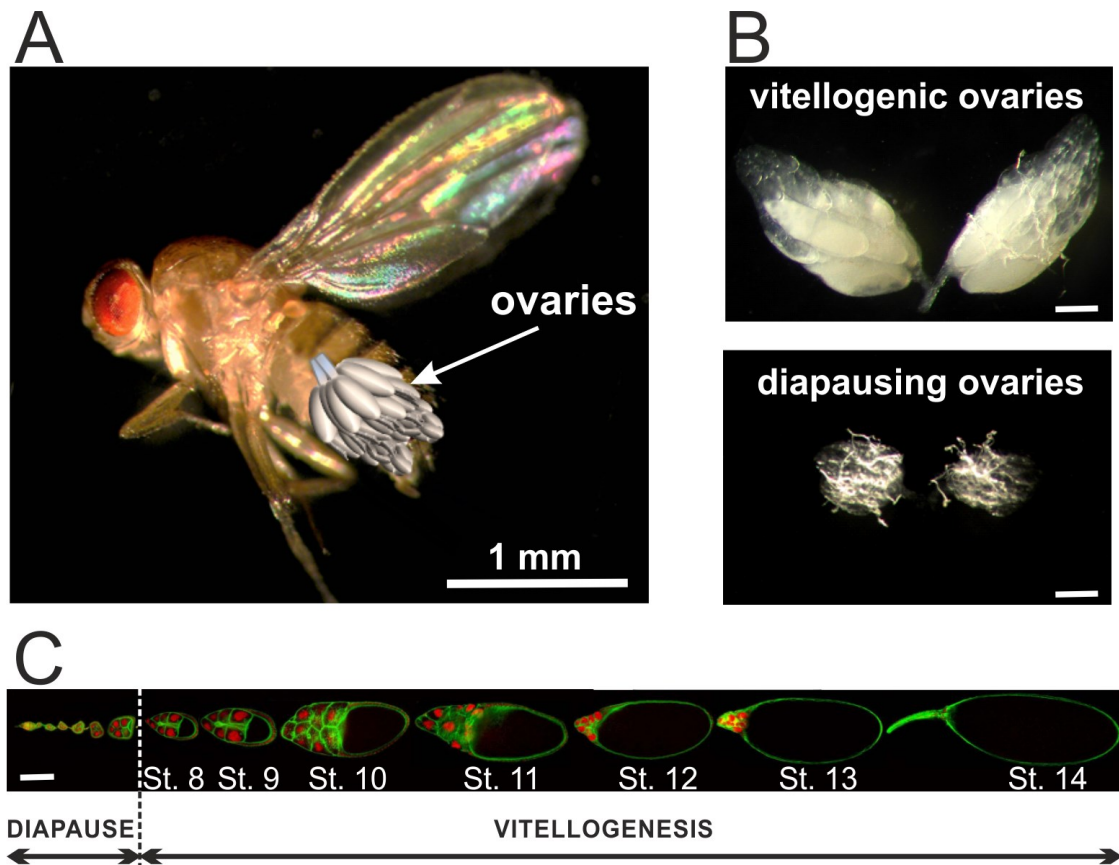 A
ovaries
1 mm
B
vitellogenic ovaries
diapausing ovaries
C
St. 8
St. 9
St. 10
St. 11
St. 12
St. 13
St. 14
DIAPAUSE
VITELLOGENESIS